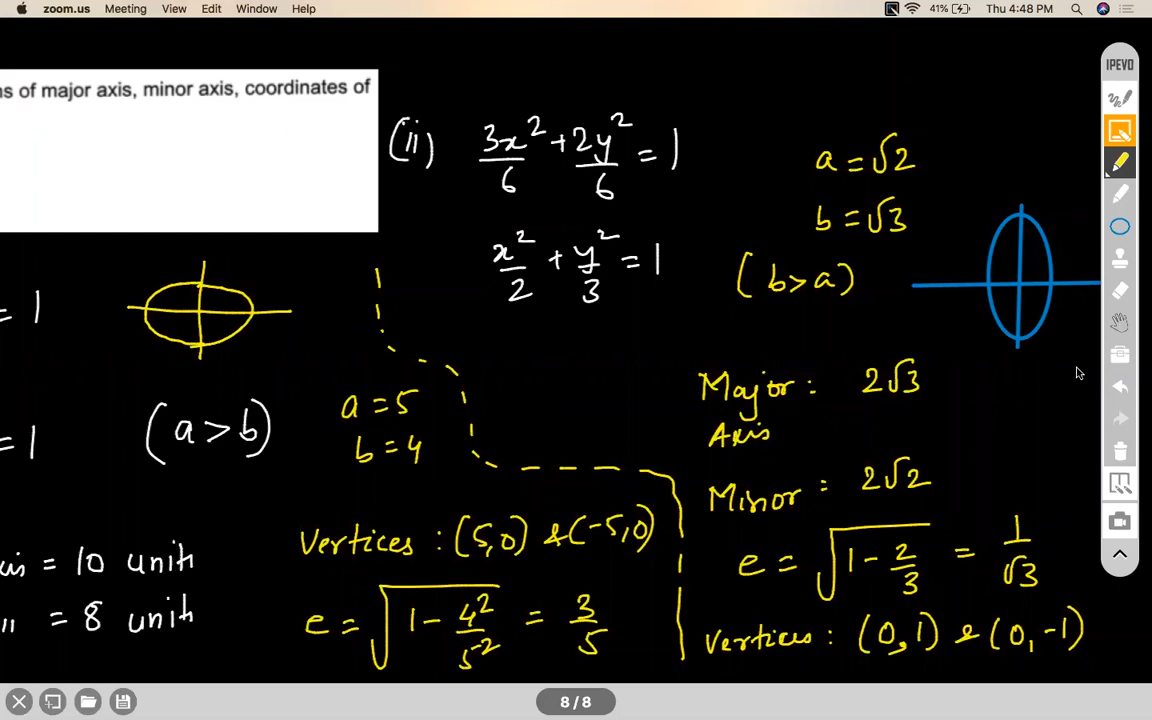 zoom.us Meeting View Edit Window Help 41% Thu 4:48 PM
IPEVO
ns of major axis, minor axis, coordinates of
= 1
(a > b)
= 1
a = 5
b = 4
xis = 10 unit
" = 8 unit
Vertices : (5,0) & (-5,0)
e = √(1 - 4²/5²) = 3/5
(ii) 3x²/6 + 2y²/6 = 1
x²/2 + y²/3 = 1
a = √2
b = √3
(b > a)
Major : 2√3
Axis
Minor : 2√2
e = √(1 - 2/3) = 1/√3
Vertices : (0,1) & (0,-1)
8 / 8